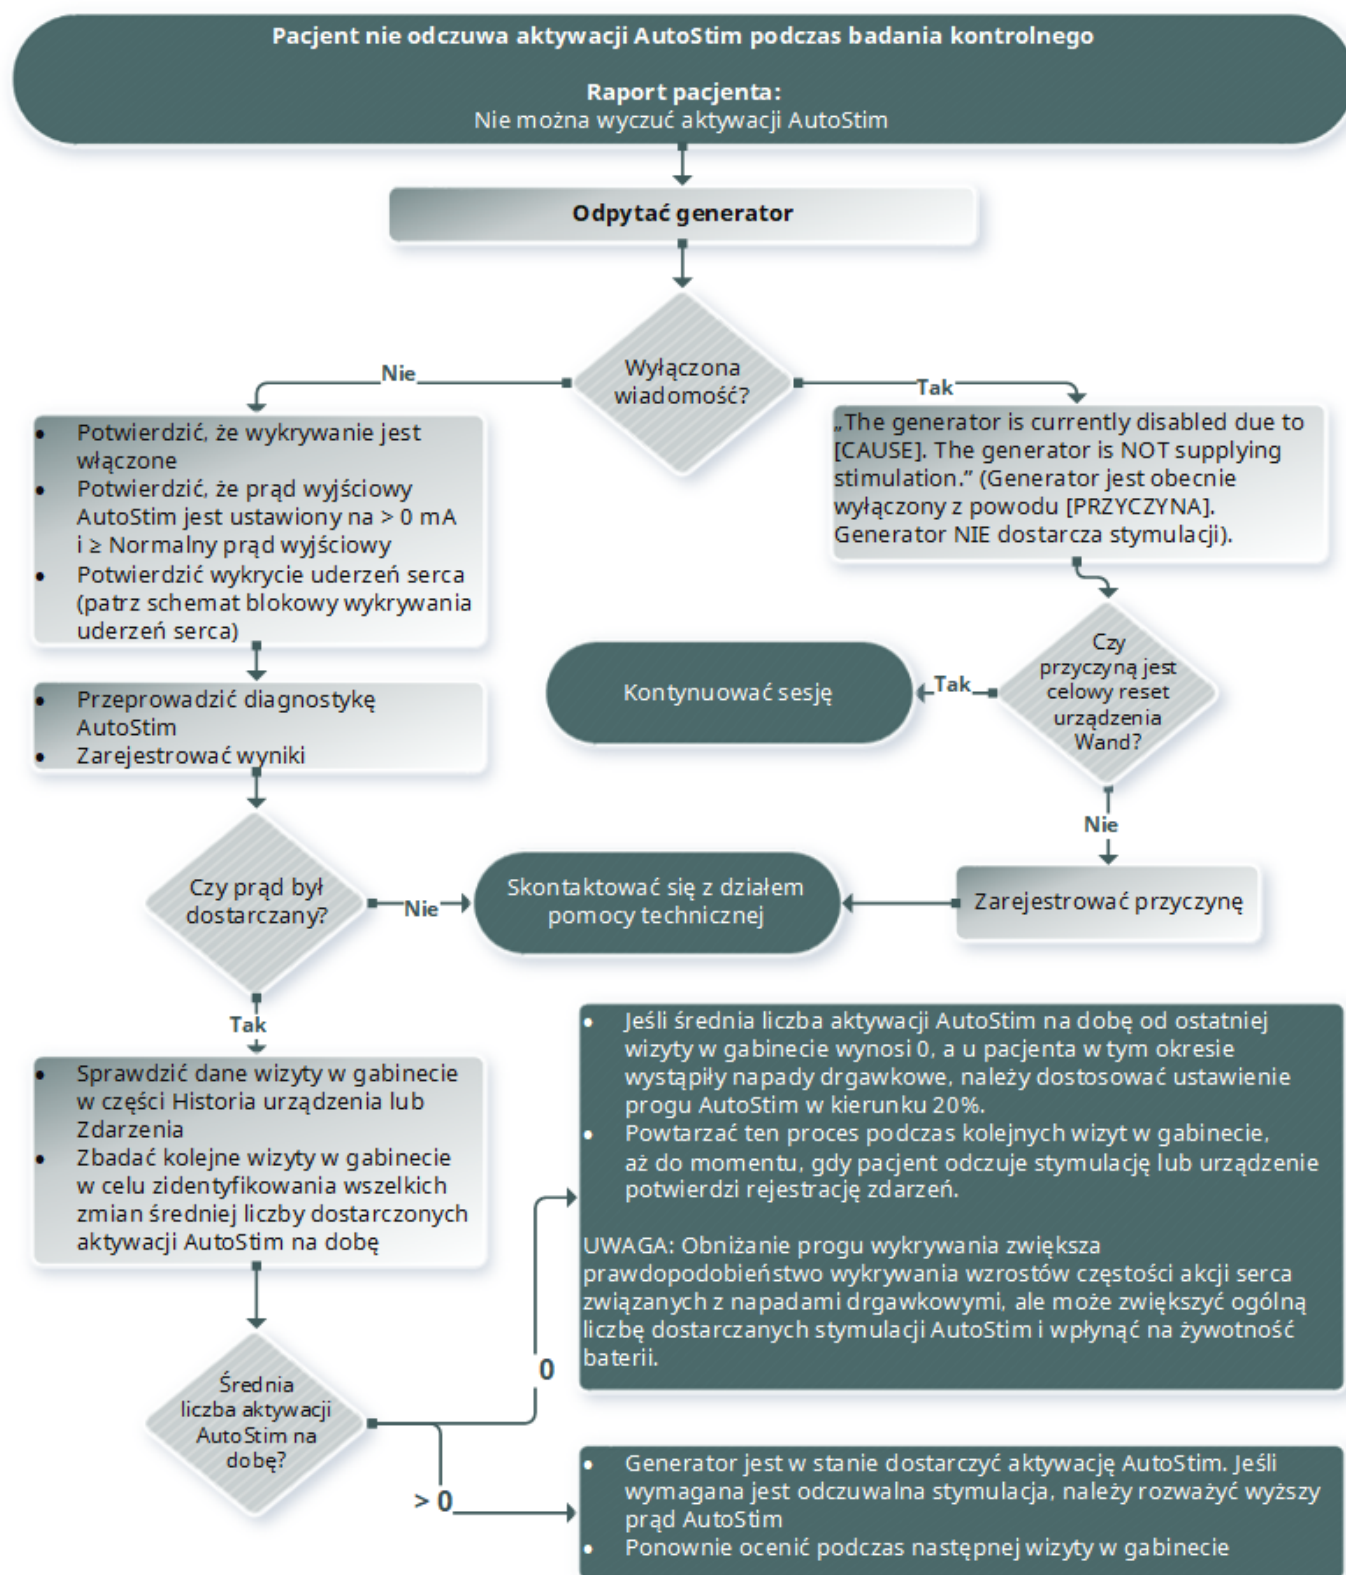 Pacjent nie odczuwa aktywacji AutoStim podczas badania kontrolnego
Raport pacjenta:
Nie można wyczuć aktywacji AutoStim
Odpytać generator
Wyłączona
wiadomość?
Nie
Tak
• Potwierdzić, że wykrywanie jest
włączone
• Potwierdzić, że prąd wyjściowy
AutoStim jest ustawiony na > 0 mA
i ≥ Normalny prąd wyjściowy
• Potwierdzić wykrycie uderzeń serca
(patrz schemat blokowy wykrywania
uderzeń serca)
„The generator is currently disabled due to
[CAUSE]. The generator is NOT supplying
stimulation.” (Generator jest obecnie
wyłączony z powodu [PRZYCZYNA].
Generator NIE dostarcza stymulacji).
Czy
przyczyną jest
celowy reset
urządzenia
Wand?
Tak
Kontynuować sesję
Nie
Zarejestrować przyczynę
• Przeprowadzić diagnostykę
AutoStim
• Zarejestrować wyniki
Czy prąd był
dostarczany?
Nie
Skontaktować się z działem
pomocy technicznej
Tak
• Sprawdzić dane wizyty w gabinecie
w części Historia urządzenia lub
Zdarzenia
• Zbadać kolejne wizyty w gabinecie
w celu zidentyfikowania wszelkich
zmian średniej liczby dostarczonych
aktywacji AutoStim na dobę
Średnia
liczba aktywacji
AutoStim na
dobę?
0
• Jeśli średnia liczba aktywacji AutoStim na dobę od ostatniej
wizyty w gabinecie wynosi 0, a u pacjenta w tym okresie
wystąpiły napady drgawkowe, należy dostosować ustawienie
progu AutoStim w kierunku 20%.
• Powtarzać ten proces podczas kolejnych wizyt w gabinecie,
aż do momentu, gdy pacjent odczuje stymulację lub urządzenie
potwierdzi rejestrację zdarzeń.
UWAGA: Obniżanie progu wykrywania zwiększa
prawdopodobieństwo wykrywania wzrostów częstości akcji serca
związanych z napadami drgawkowymi, ale może zwiększyć ogólną
liczbę dostarczanych stymulacji AutoStim i wpłynąć na żywotność
baterii.
> 0
• Generator jest w stanie dostarczyć aktywację AutoStim. Jeśli
wymagana jest odczuwalna stymulacja, należy rozważyć wyższy
prąd AutoStim
• Ponownie ocenić podczas następnej wizyty w gabinecie